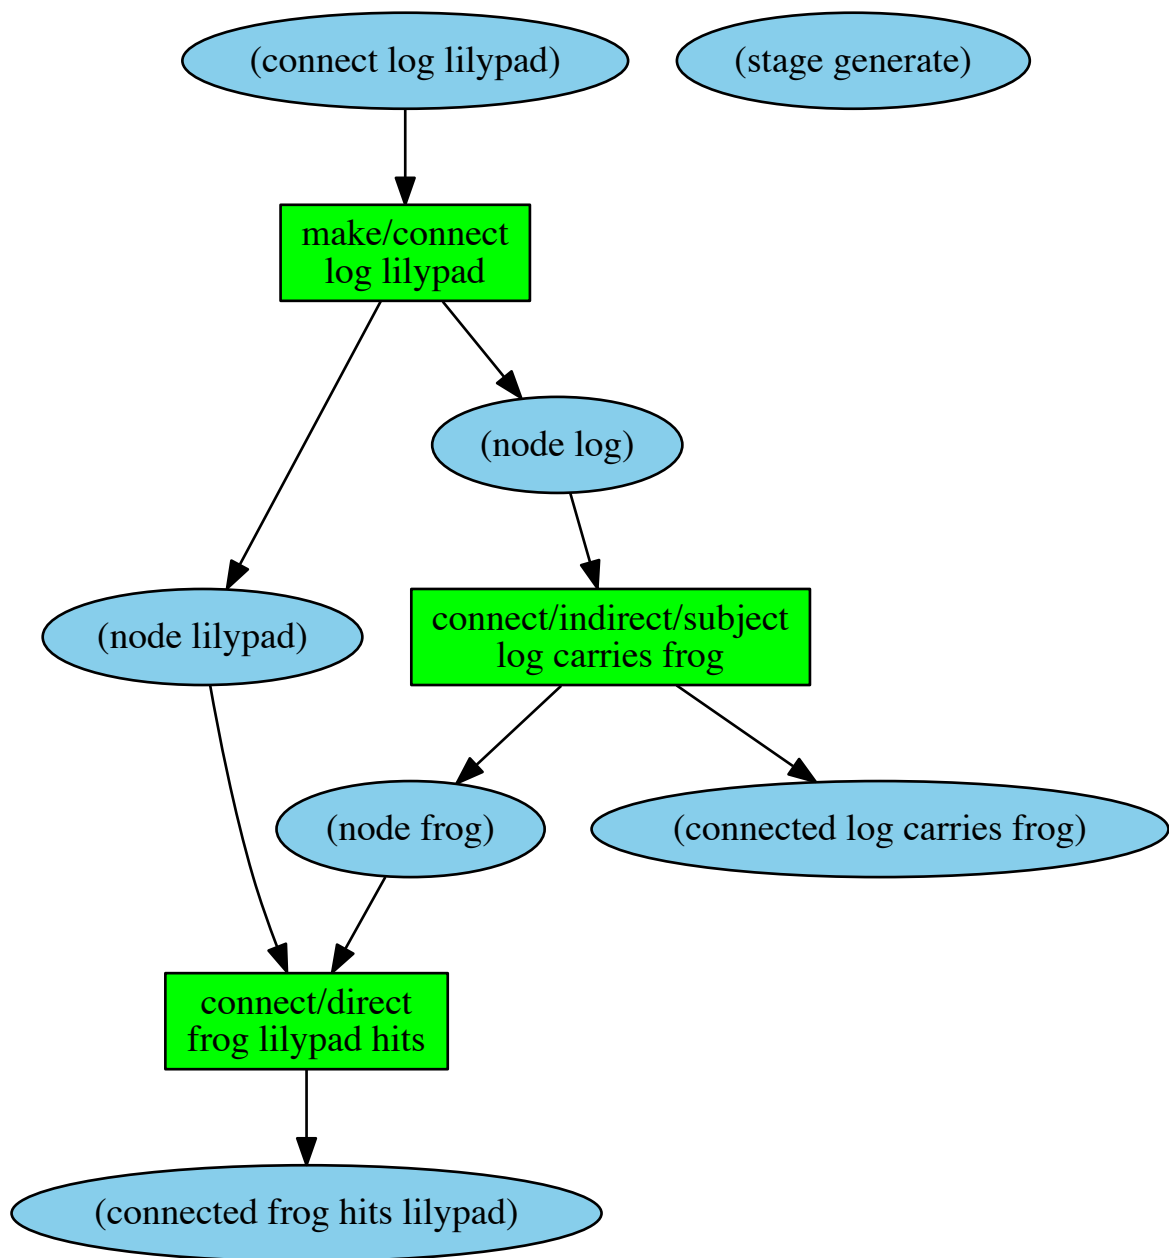 (connect log lilypad)
(stage generate)
make/connect
log lilypad
(node log)
(node lilypad)
connect/indirect/subject
log carries frog
(node frog)
(connected log carries frog)
connect/direct
frog lilypad hits
(connected frog hits lilypad)